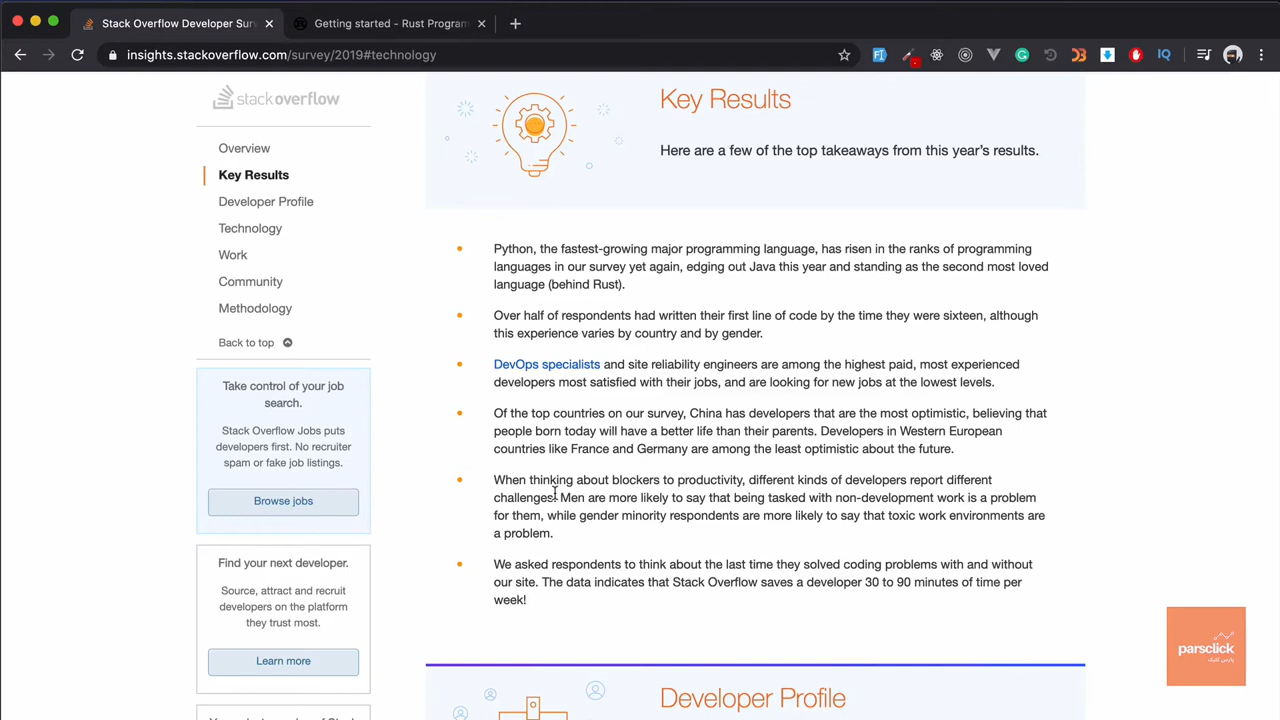 Stack Overflow Developer Sur
Getting started - Rust Program
insights.stackoverflow.com/survey/2019#technology
stackoverflow
Overview
Key Results
Developer Profile
Technology
Work
Community
Methodology
Back to top
Take control of your job
search.
Stack Overflow Jobs puts
developers first. No recruiter
spam or fake job listings.
Browse jobs
Find your next developer.
Source, attract and recruit
developers on the platform
they trust most.
Learn more
Key Results
Here are a few of the top takeaways from this year’s results.
Python, the fastest-growing major programming language, has risen in the ranks of programming
languages in our survey yet again, edging out Java this year and standing as the second most loved
language (behind Rust).
Over half of respondents had written their first line of code by the time they were sixteen, although
this experience varies by country and by gender.
DevOps specialists and site reliability engineers are among the highest paid, most experienced
developers most satisfied with their jobs, and are looking for new jobs at the lowest levels.
Of the top countries on our survey, China has developers that are the most optimistic, believing that
people born today will have a better life than their parents. Developers in Western European
countries like France and Germany are among the least optimistic about the future.
When thinking about blockers to productivity, different kinds of developers report different
challenges. Men are more likely to say that being tasked with non-development work is a problem
for them, while gender minority respondents are more likely to say that toxic work environments are
a problem.
We asked respondents to think about the last time they solved coding problems with and without
our site. The data indicates that Stack Overflow saves a developer 30 to 90 minutes of time per
week!
Developer Profile
parsclick
پارس کلیک